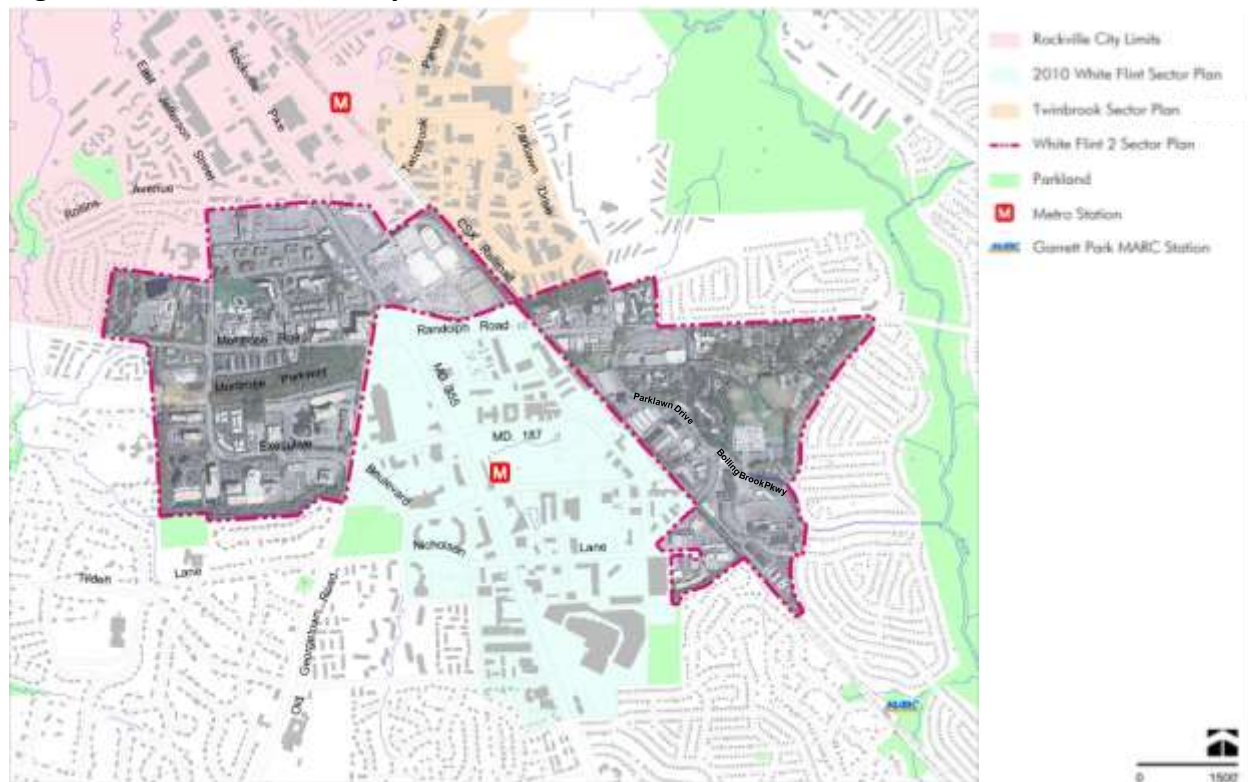 Rockville City Limits
2010 White Flint Sector Plan
Twinbrook Sector Plan
White Flint 2 Sector Plan
Parkland
M
Metro Station
MARC
Garrett Park MARC Station
East Jefferson Street
Rockville Pike
M
Parkway
Twinbrook
Parklawn Drive
Rollins Avenue
CSX Railroad
Randolph Road
Montrose Road
Montrose Parkway
MD 355
Parklawn Drive
MD 187
Executive
M
Boulevard
Boiling Brook Pkwy
Nicholson Lane
Tilden Lane
Old Georgetown Road
MARC
0 1500'